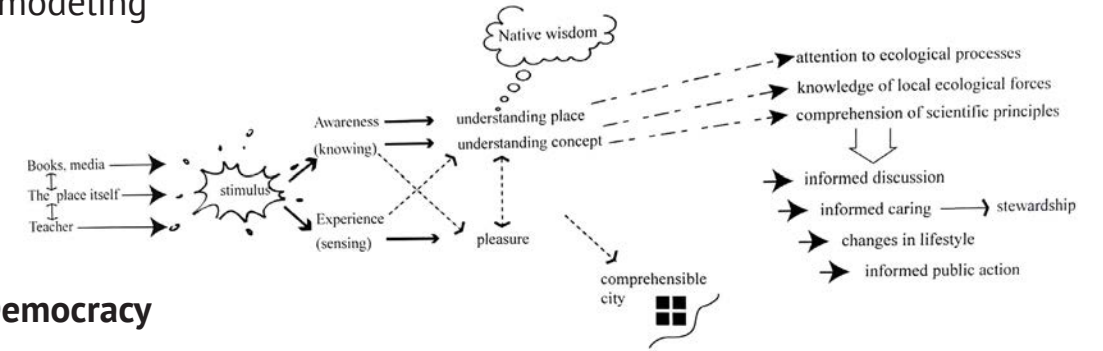 modeling
Native wisdom
Books, media
The place itself
Teacher
stimulus
Awareness
(knowing)
Experience
(sensing)
understanding place
understanding concept
pleasure
comprehensible
city
attention to ecological processes
knowledge of local ecological forces
comprehension of scientific principles
informed discussion
informed caring
stewardship
changes in lifestyle
informed public action
emocracy